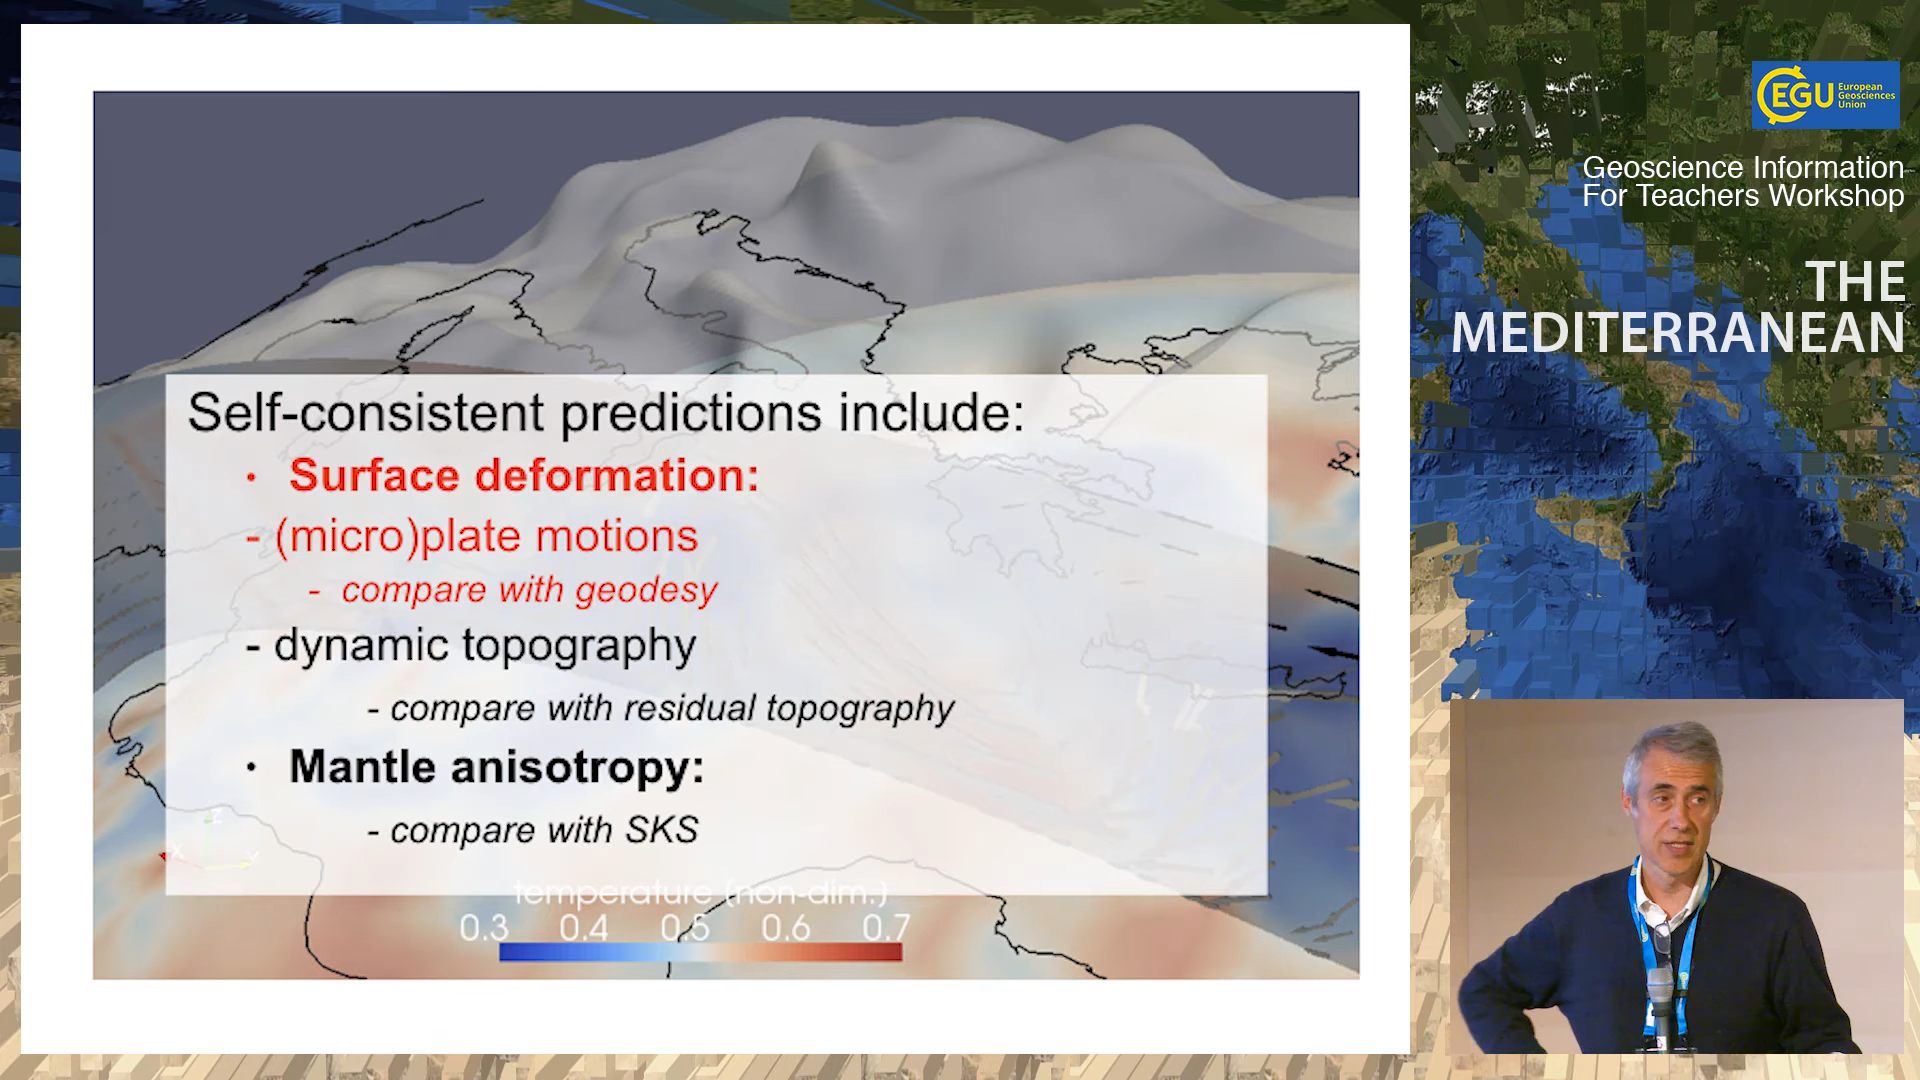 Self-consistent predictions include:
• Surface deformation:
- (micro)plate motions
- compare with geodesy
- dynamic topography
- compare with residual topography
• Mantle anisotropy:
- compare with SKS
Z
X
Y
temperature (non-dim.)
0.3 0.4 0.5 0.6 0.7
EGU
European
Geosciences
Union
Geoscience Information
For Teachers Workshop
THE
MEDITERRANEAN